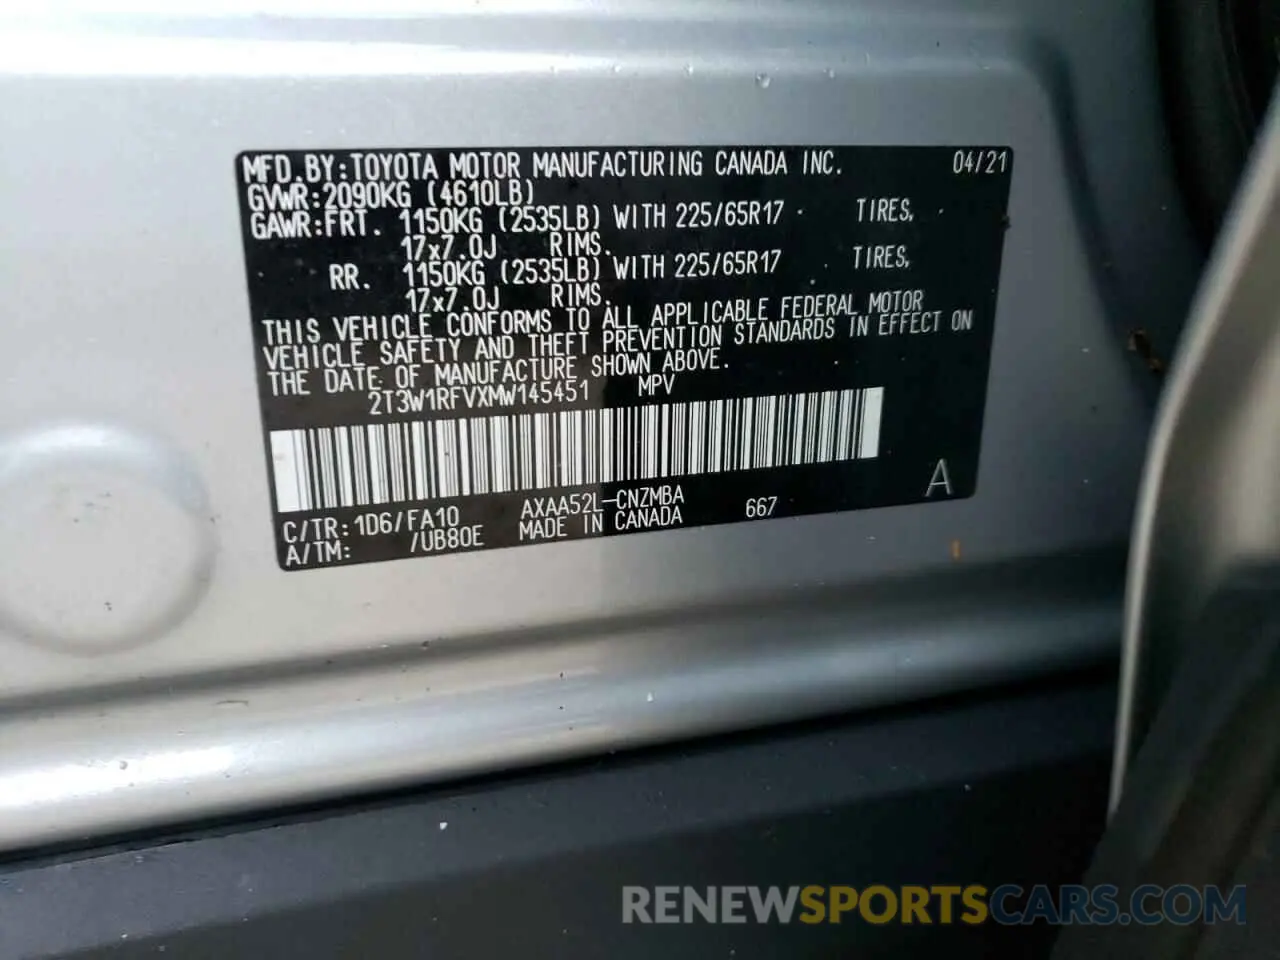 MFD.BY:TOYOTA MOTOR MANUFACTURING CANADA INC. 04/21
GVWR:2090KG (4610LB)
GAWR:FRT. 1150KG (2535LB) WITH 225/65R17 TIRES,
17x7.0J RIMS.
RR. 1150KG (2535LB) WITH 225/65R17 TIRES,
17x7.0J RIMS.
THIS VEHICLE CONFORMS TO ALL APPLICABLE FEDERAL MOTOR
VEHICLE SAFETY AND THEFT PREVENTION STANDARDS IN EFFECT ON
THE DATE OF MANUFACTURE SHOWN ABOVE.
2T3W1RFVXMW145451 MPV
A
C/TR:1D6/FA10 AXAA52L-CNZMBA 667
A/TM: /UB80E MADE IN CANADA
RENEWSPORTSCARS.COM